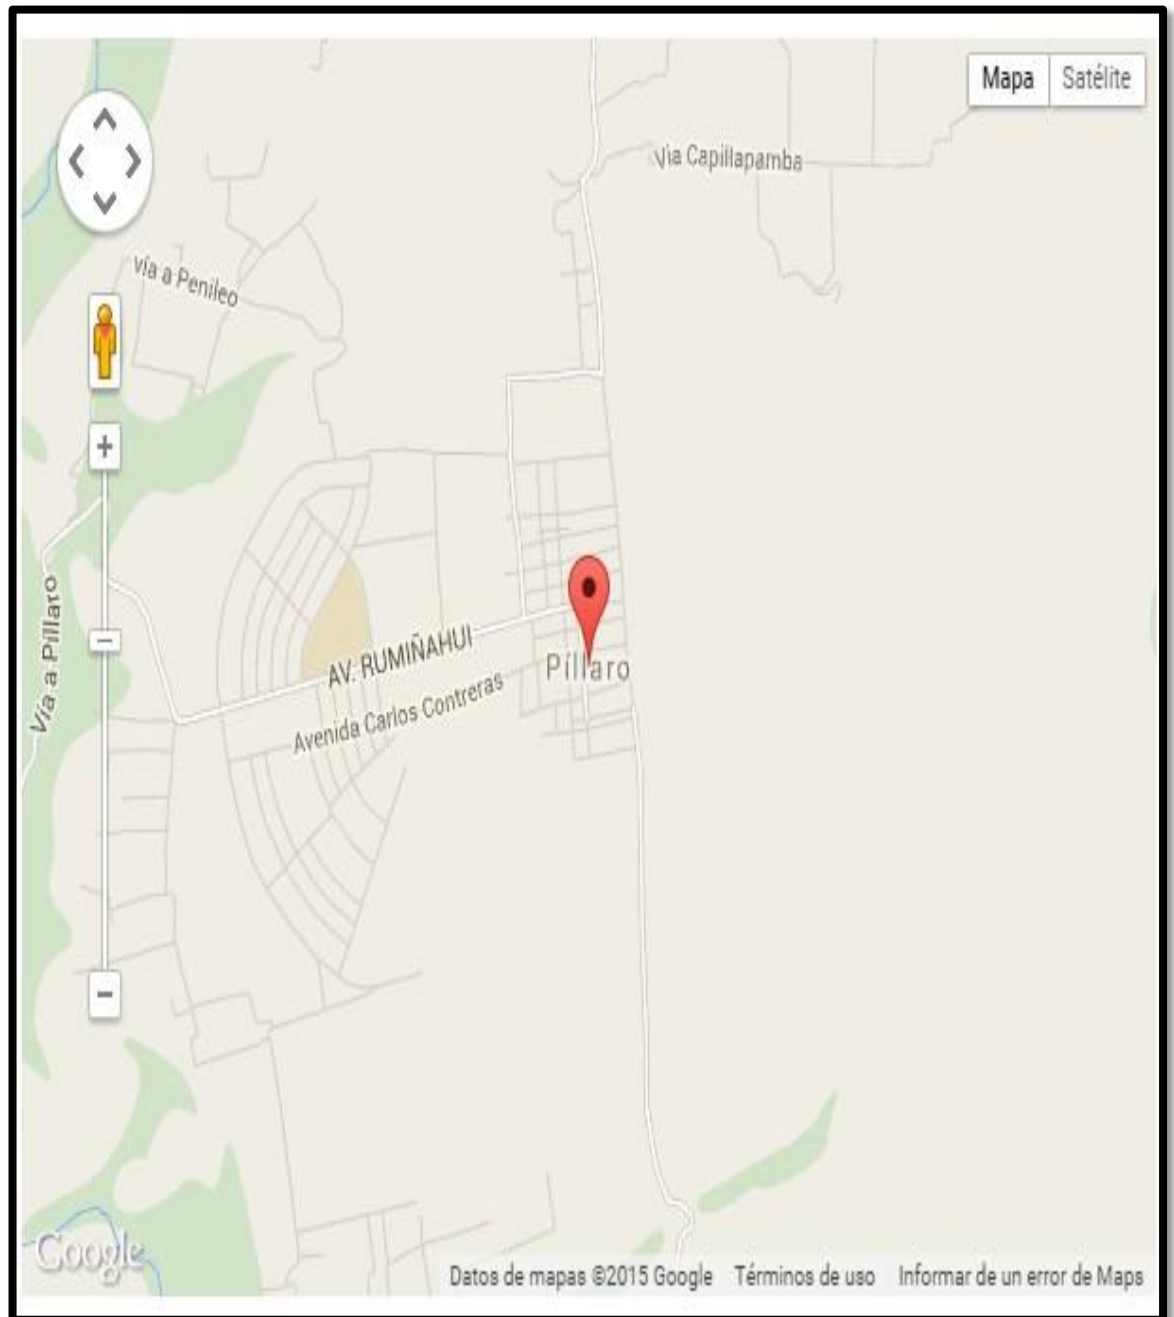 Mapa
Satélite
Vía Capillapamba
vía a Penileo
Vía a Píllaro
AV. RUMIÑAHUI
Píllaro
Avenida Carlos Contreras
Google
Datos de mapas ©2015 Google
Términos de uso
Informar de un error de Maps